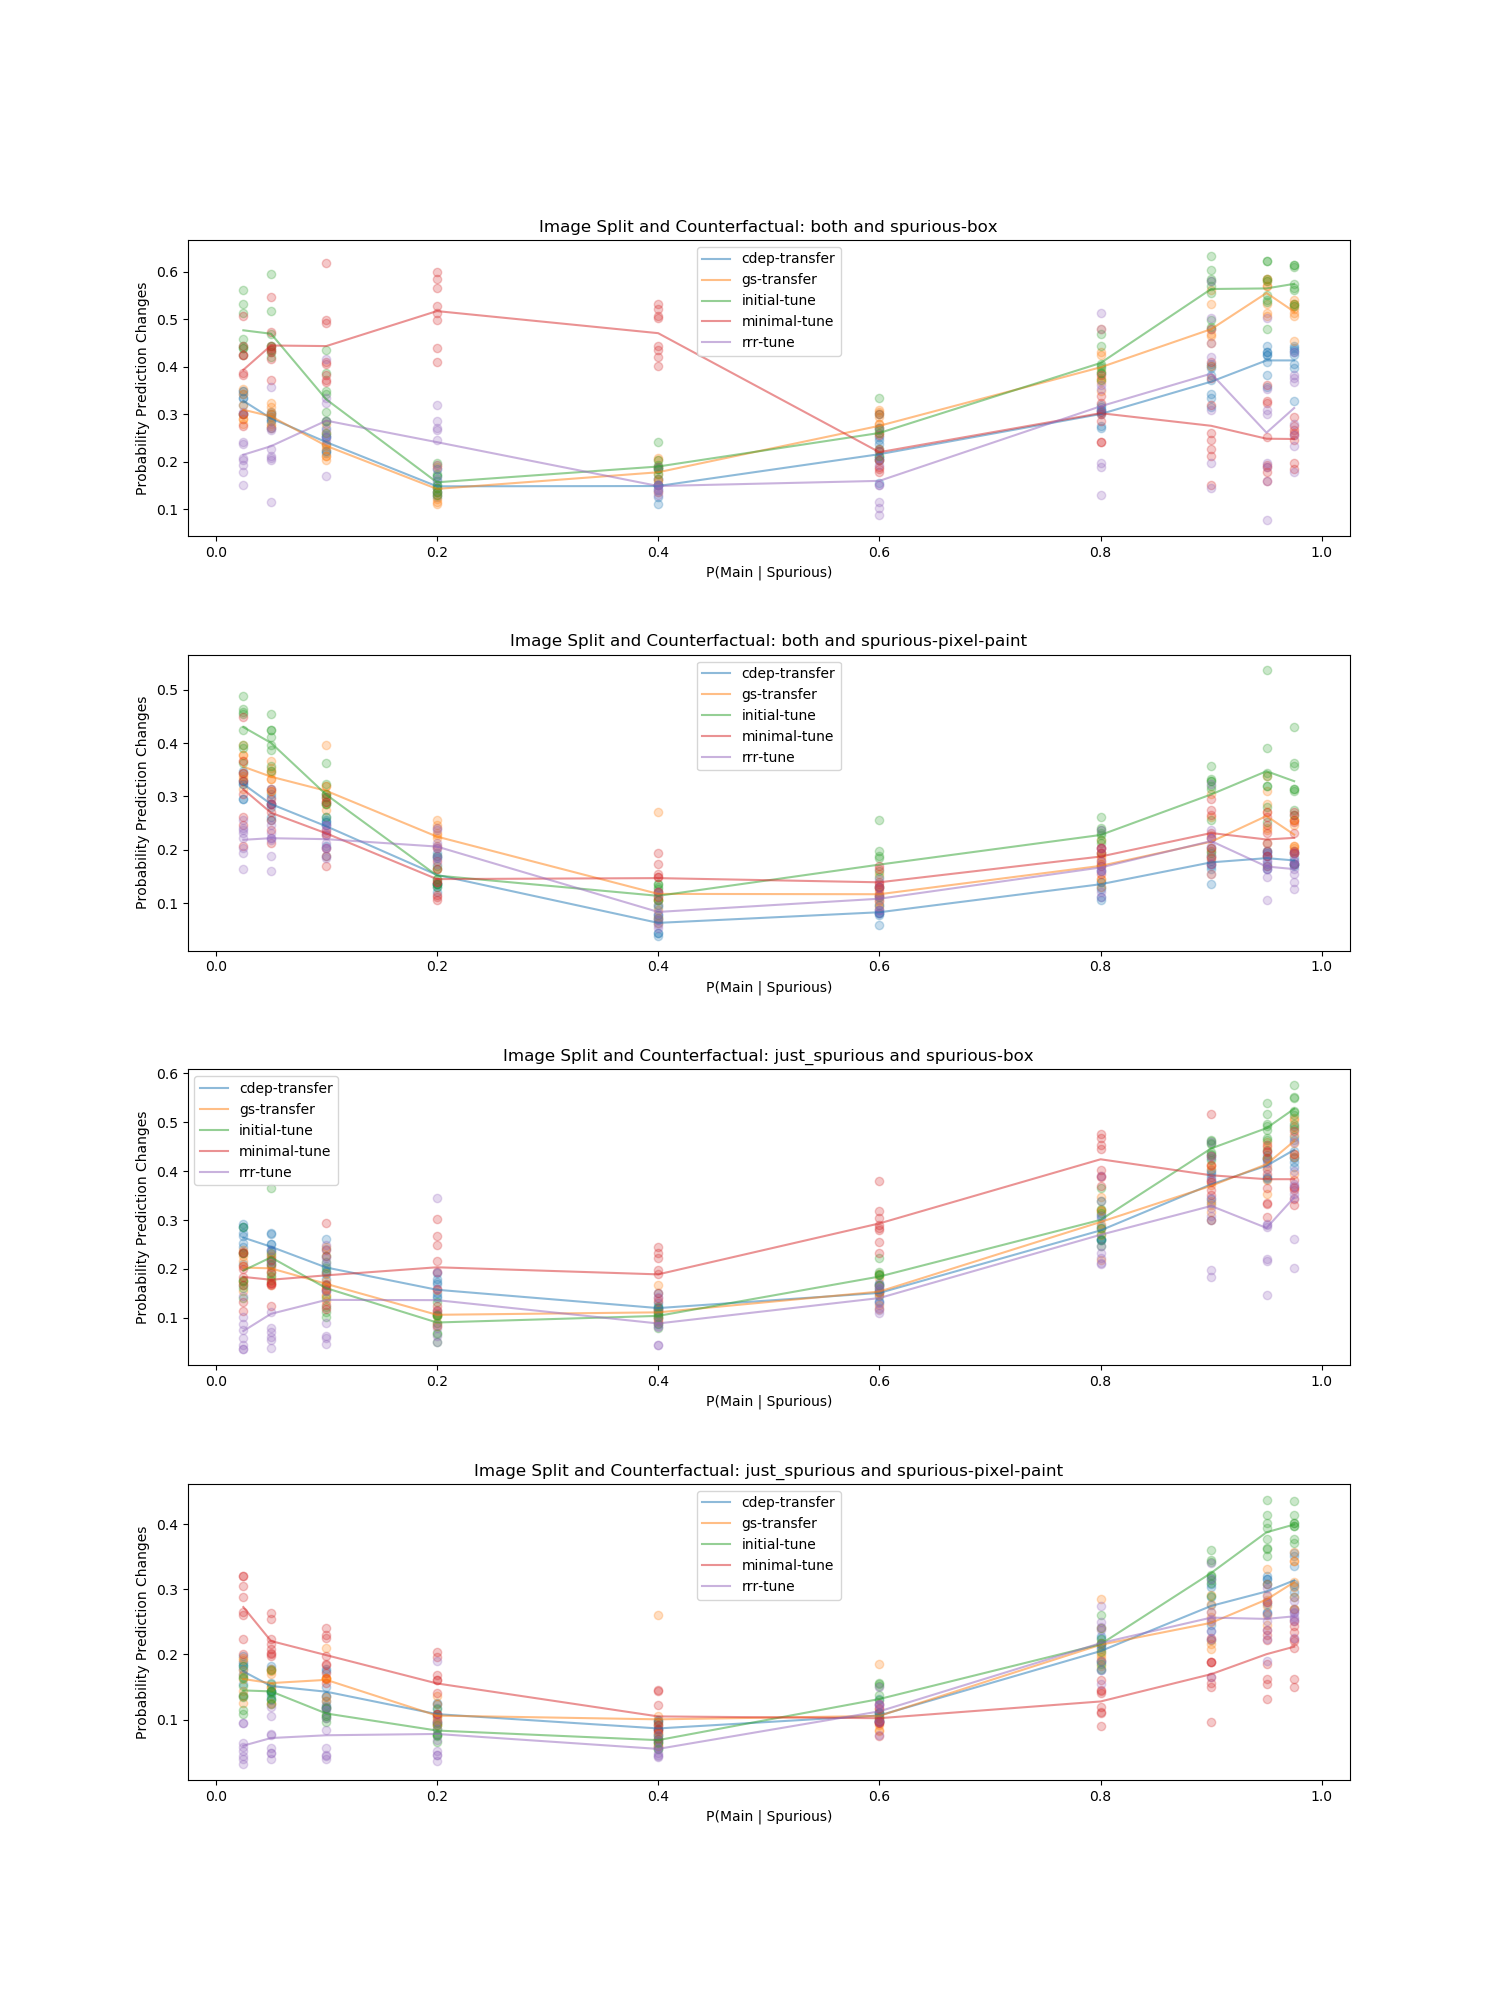 Image Split and Counterfactual: both and spurious-box
Probability Prediction Changes
0.6
0.5
0.4
0.3
0.2
0.1
cdep-transfer
gs-transfer
initial-tune
minimal-tune
rrr-tune
0.0 0.2 0.4 0.6 0.8 1.0
P(Main | Spurious)
Image Split and Counterfactual: both and spurious-pixel-paint
Probability Prediction Changes
0.5
0.4
0.3
0.2
0.1
cdep-transfer
gs-transfer
initial-tune
minimal-tune
rrr-tune
0.0 0.2 0.4 0.6 0.8 1.0
P(Main | Spurious)
Image Split and Counterfactual: just_spurious and spurious-box
Probability Prediction Changes
0.6
0.5
0.4
0.3
0.2
0.1
cdep-transfer
gs-transfer
initial-tune
minimal-tune
rrr-tune
0.0 0.2 0.4 0.6 0.8 1.0
P(Main | Spurious)
Image Split and Counterfactual: just_spurious and spurious-pixel-paint
Probability Prediction Changes
0.4
0.3
0.2
0.1
cdep-transfer
gs-transfer
initial-tune
minimal-tune
rrr-tune
0.0 0.2 0.4 0.6 0.8 1.0
P(Main | Spurious)